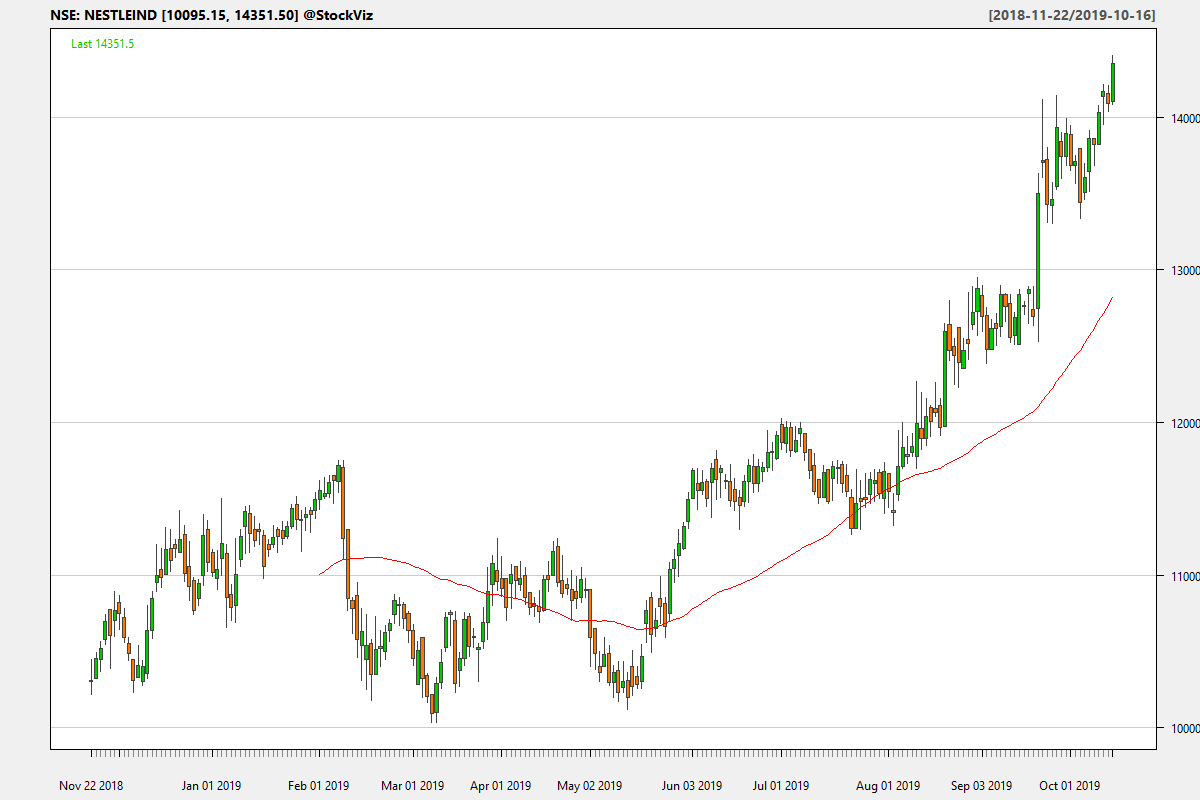 NSE: NESTLEIND [10095.15, 14351.50] @StockViz
[2018-11-22/2019-10-16]
Last 14351.5
14000
13000
12000
11000
10000
Nov 22 2018
Jan 01 2019
Feb 01 2019
Mar 01 2019
Apr 01 2019
May 02 2019
Jun 03 2019
Jul 01 2019
Aug 01 2019
Sep 03 2019
Oct 01 2019